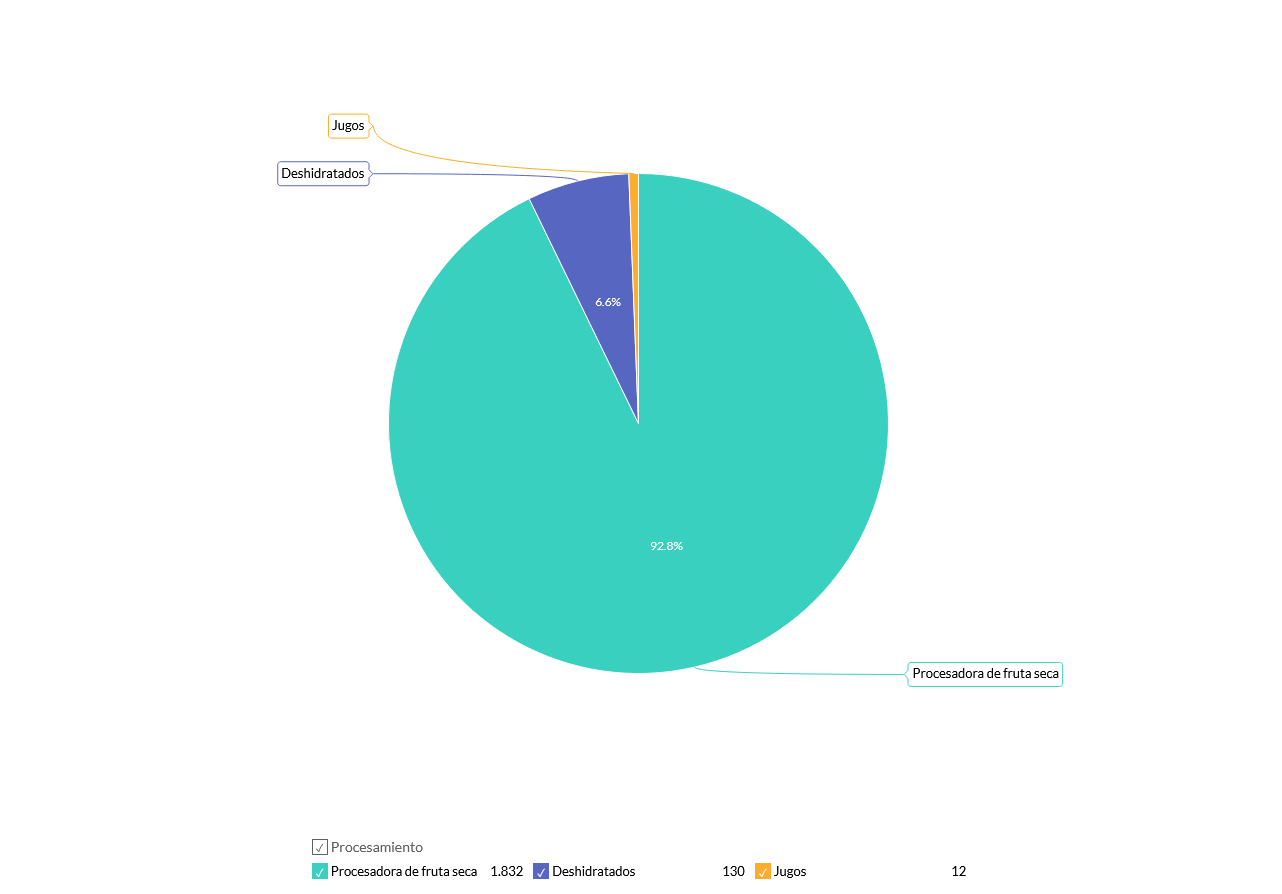 Jugos
Deshidratados
6.6%
92.8%
Procesadora de fruta seca
Procesamiento
Procesadora de fruta seca 1.832 Deshidratados 130 Jugos 12